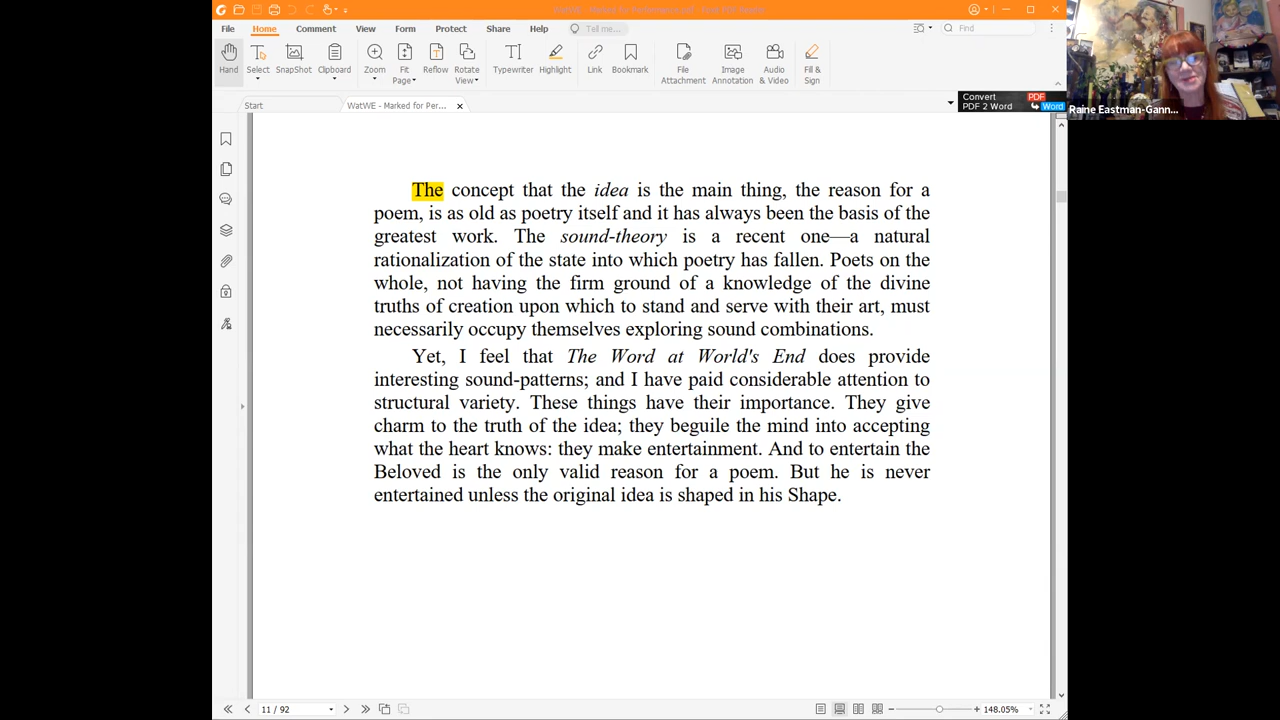 File Home Comment View Form Protect Share Help Tell me... Find
Hand Select SnapShot Clipboard Zoom Fit Page Reflow Rotate View Typewriter Highlight Link Bookmark File Attachment Image Annotation Audio & Video Fill & Sign
Start WatWE - Marked for Per... Convert PDF 2 Word PDF Word
Raine Eastman-Gann...
The concept that the idea is the main thing, the reason for a
poem, is as old as poetry itself and it has always been the basis of the
greatest work. The sound-theory is a recent one—a natural
rationalization of the state into which poetry has fallen. Poets on the
whole, not having the firm ground of a knowledge of the divine
truths of creation upon which to stand and serve with their art, must
necessarily occupy themselves exploring sound combinations.
Yet, I feel that The Word at World's End does provide
interesting sound-patterns; and I have paid considerable attention to
structural variety. These things have their importance. They give
charm to the truth of the idea; they beguile the mind into accepting
what the heart knows: they make entertainment. And to entertain the
Beloved is the only valid reason for a poem. But he is never
entertained unless the original idea is shaped in his Shape.
11 / 92 148.05%